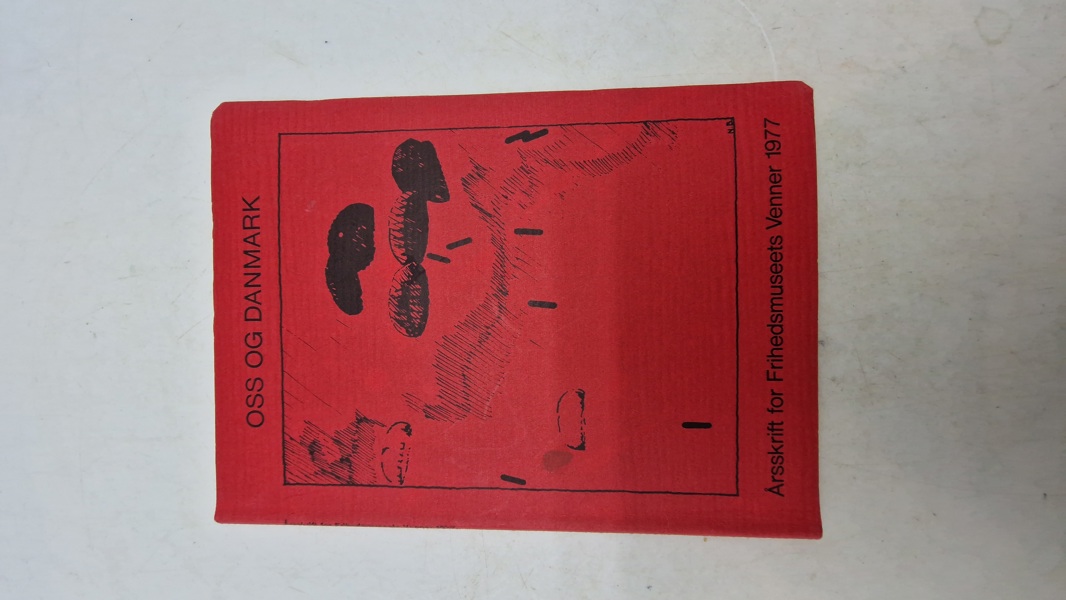 OSS OG DANMARK
H.B.
Årsskrift for Frihedsmuseets Venner 1977